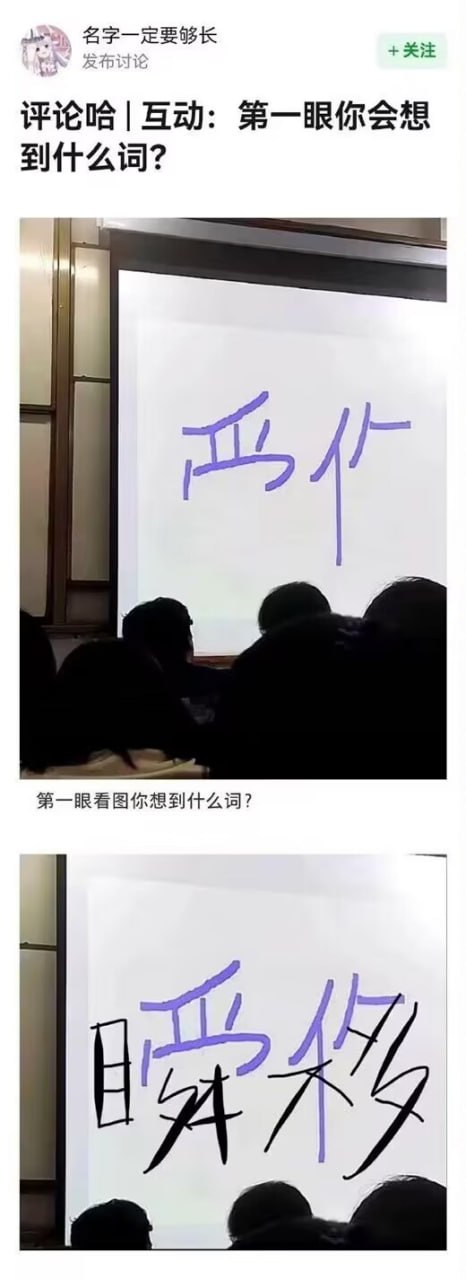 名字一定要够长
发布讨论
+关注
评论哈 | 互动：第一眼你会想
到什么词？
第一眼看图你想到什么词？
瞬移